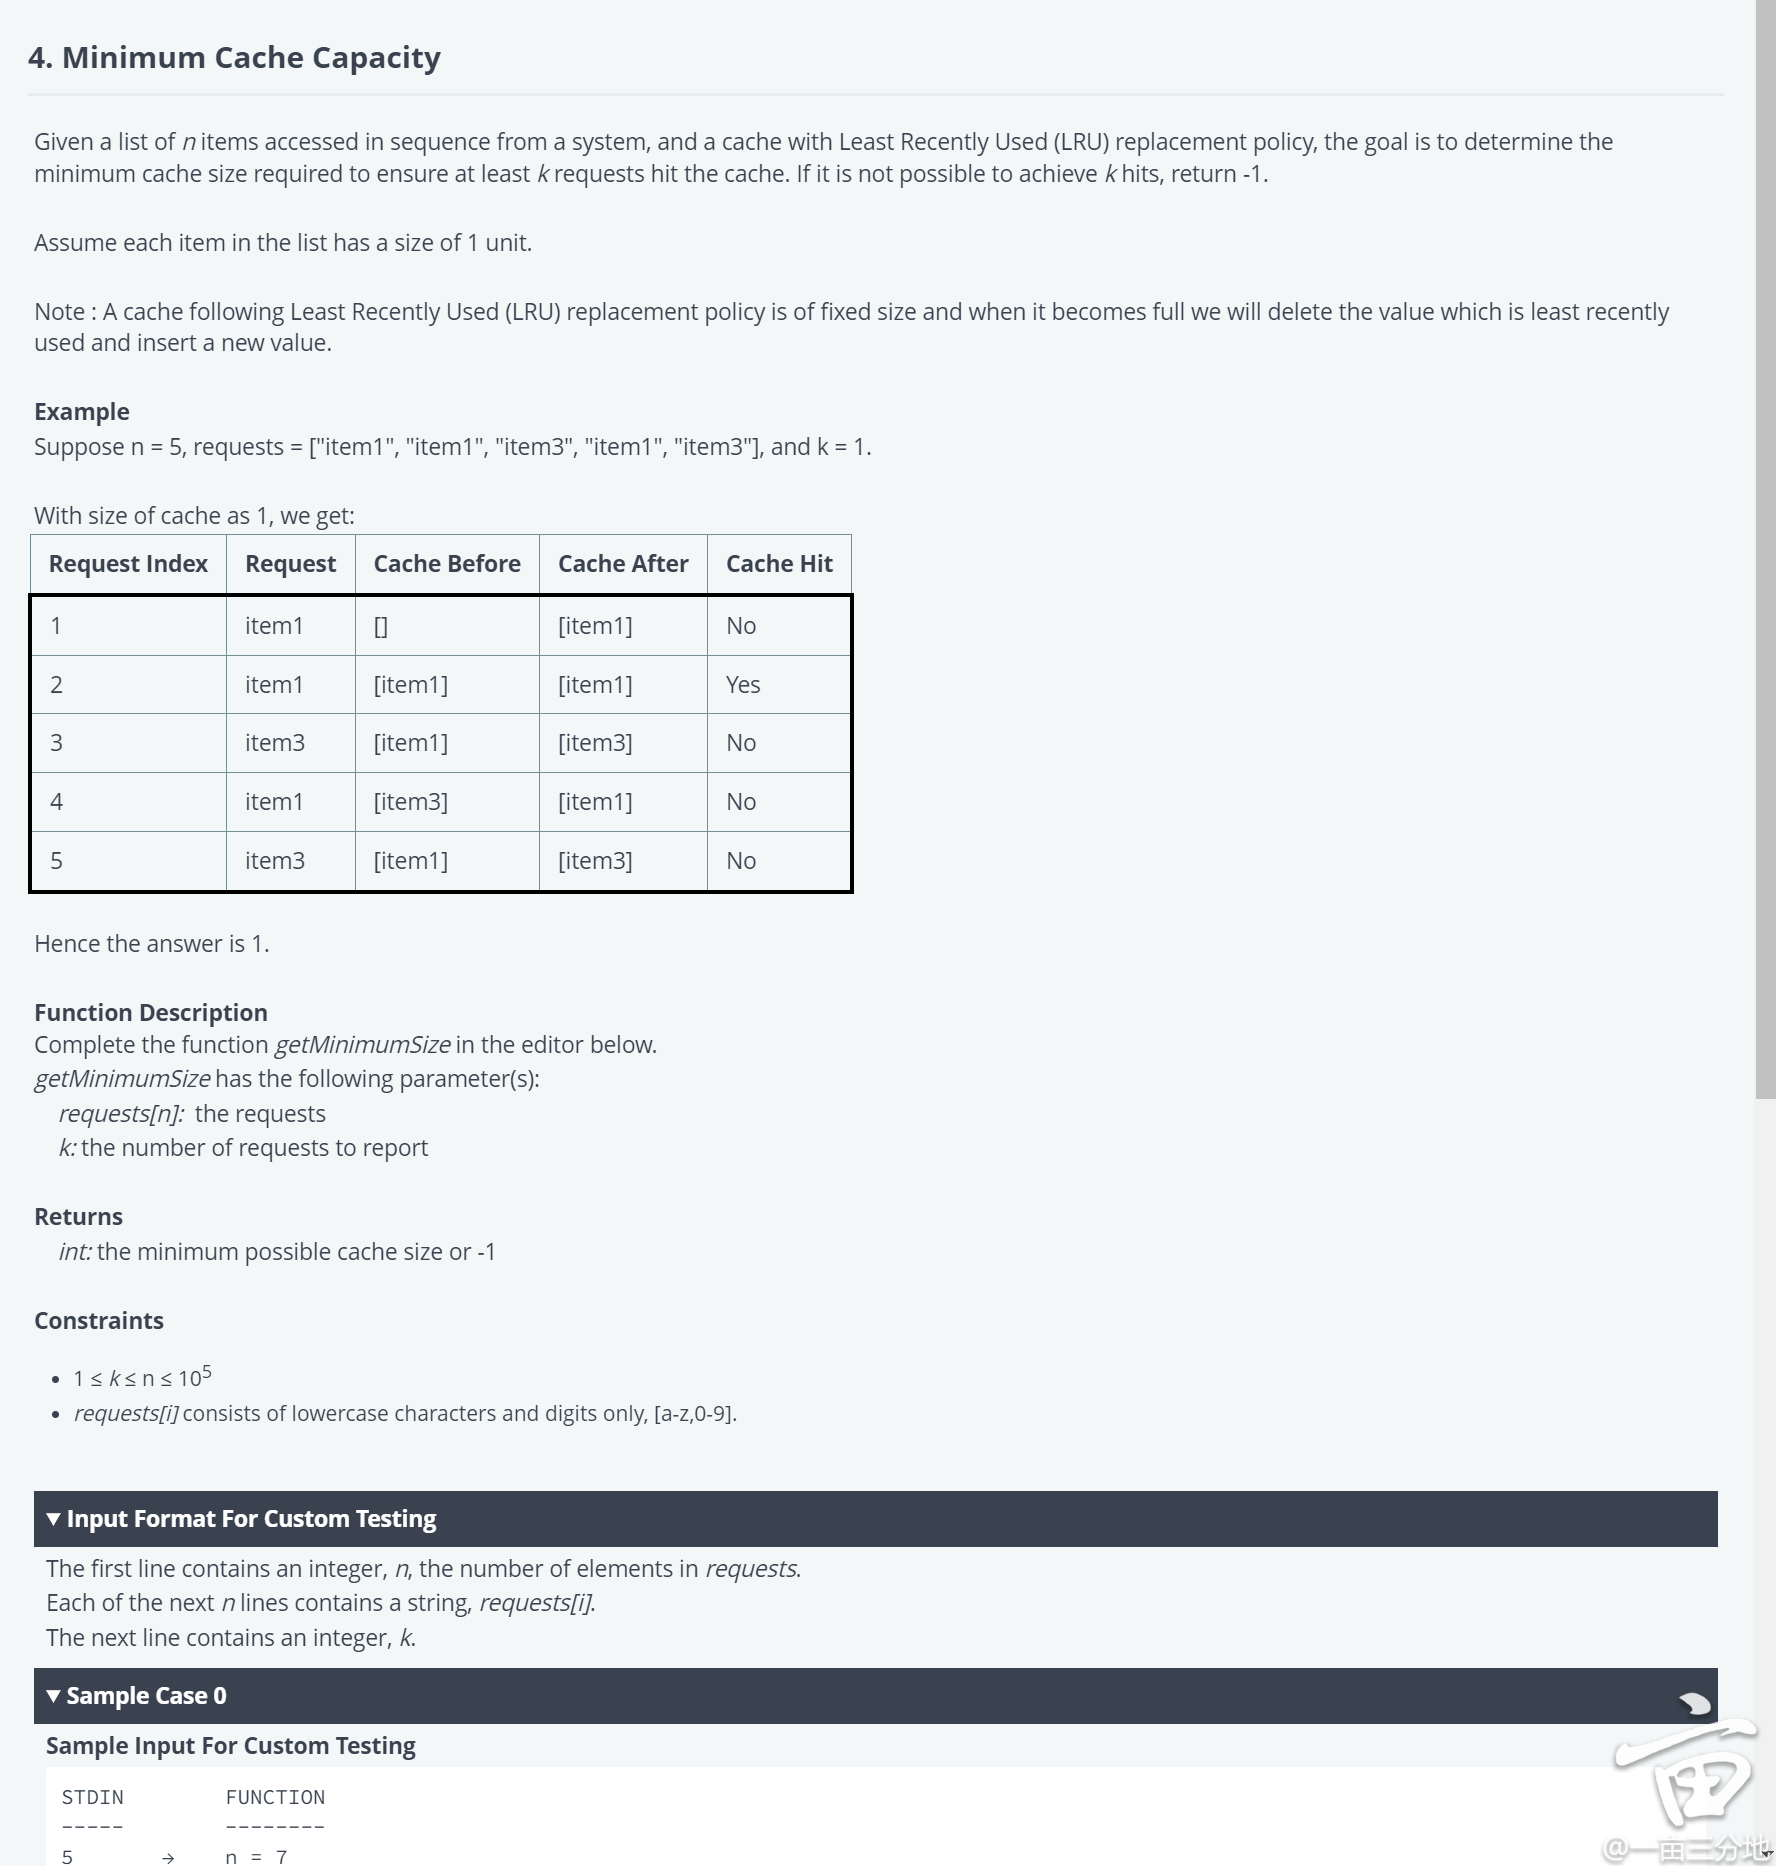 4. Minimum Cache Capacity
Given a list of n items accessed in sequence from a system, and a cache with Least Recently Used (LRU) replacement policy, the goal is to determine the
minimum cache size required to ensure at least k requests hit the cache. If it is not possible to achieve k hits, return -1.
Assume each item in the list has a size of 1 unit.
Note : A cache following Least Recently Used (LRU) replacement policy is of fixed size and when it becomes full we will delete the value which is least recently
used and insert a new value.
Example
Suppose n = 5, requests = ["item1", "item1", "item3", "item1", "item3"], and k = 1.
With size of cache as 1, we get:
Request Index Request Cache Before Cache After Cache Hit
1 item1 [] [item1] No
2 item1 [item1] [item1] Yes
3 item3 [item1] [item3] No
4 item1 [item3] [item1] No
5 item3 [item1] [item3] No
Hence the answer is 1.
Function Description
Complete the function getMinimumSize in the editor below.
getMinimumSize has the following parameter(s):
requests[n]: the requests
k: the number of requests to report
Returns
int: the minimum possible cache size or -1
Constraints
• 1 ≤ k ≤ n ≤ 10⁵
• requests[i] consists of lowercase characters and digits only, [a-z,0-9].
▼ Input Format For Custom Testing
The first line contains an integer, n, the number of elements in requests.
Each of the next n lines contains a string, requests[i].
The next line contains an integer, k.
▼ Sample Case 0
Sample Input For Custom Testing
STDIN FUNCTION
----- --------
5 → n = 7
亩
@一亩三分地